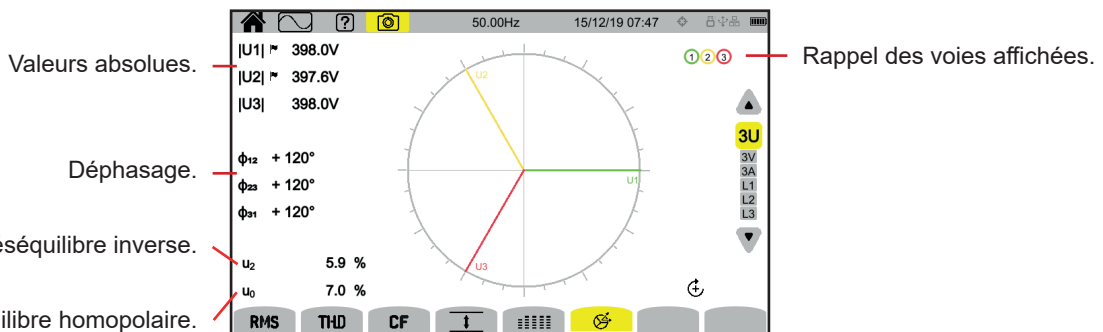 50.00Hz 15/12/19 07:47
|U1| 398.0V
|U2| 397.6V
|U3| 398.0V
ϕ12 + 120°
ϕ23 + 120°
ϕ31 + 120°
u2 5.9 %
u0 7.0 %
Valeurs absolues.
Déphasage.
séquilibre inverse.
ilibre homopolaire.
U2
U1
U3
1 2 3
Rappel des voies affichées.
3U
3V
3A
L1
L2
L3
?
RMS THD CF